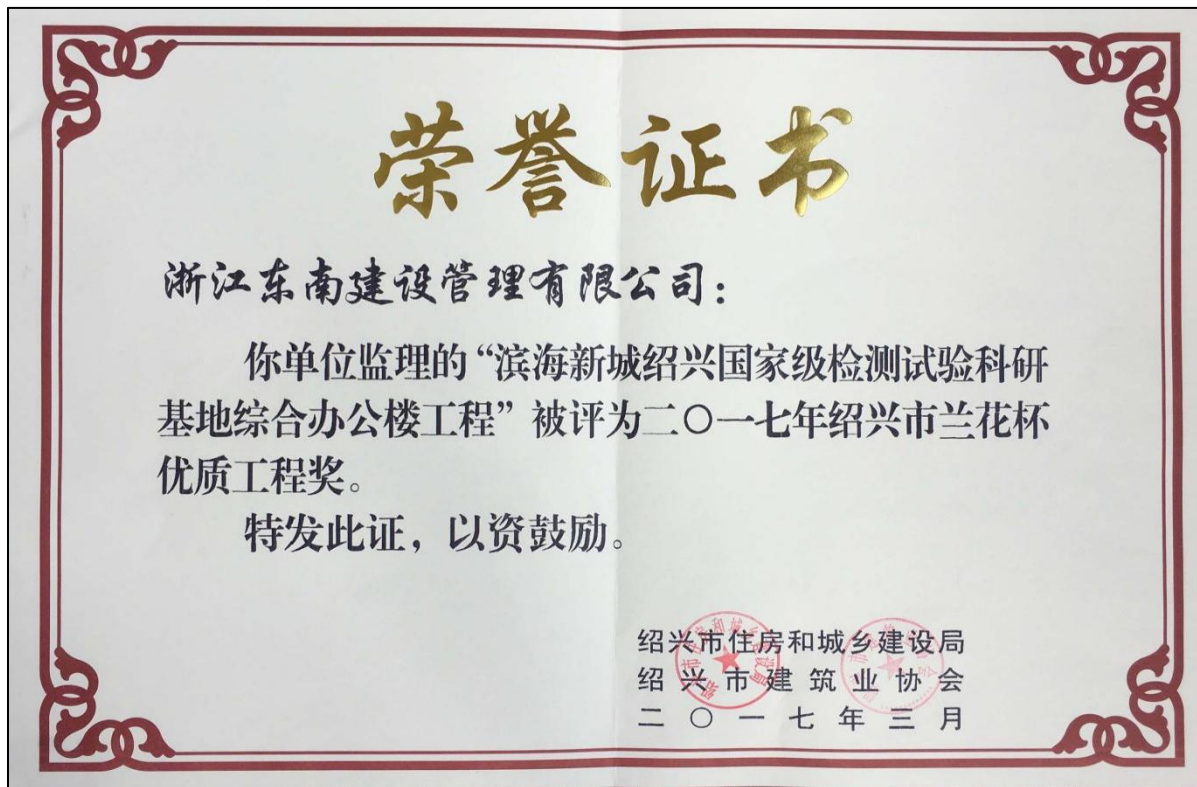 荣誉证书
浙江东南建设管理有限公司：
你单位监理的“滨海新城绍兴国家级检测试验科研
基地综合办公楼工程”被评为二〇一七年绍兴市兰花杯
优质工程奖。
特发此证，以资鼓励。
绍兴市住房和城乡建设局
绍兴市建筑业协会
二〇一七年三月